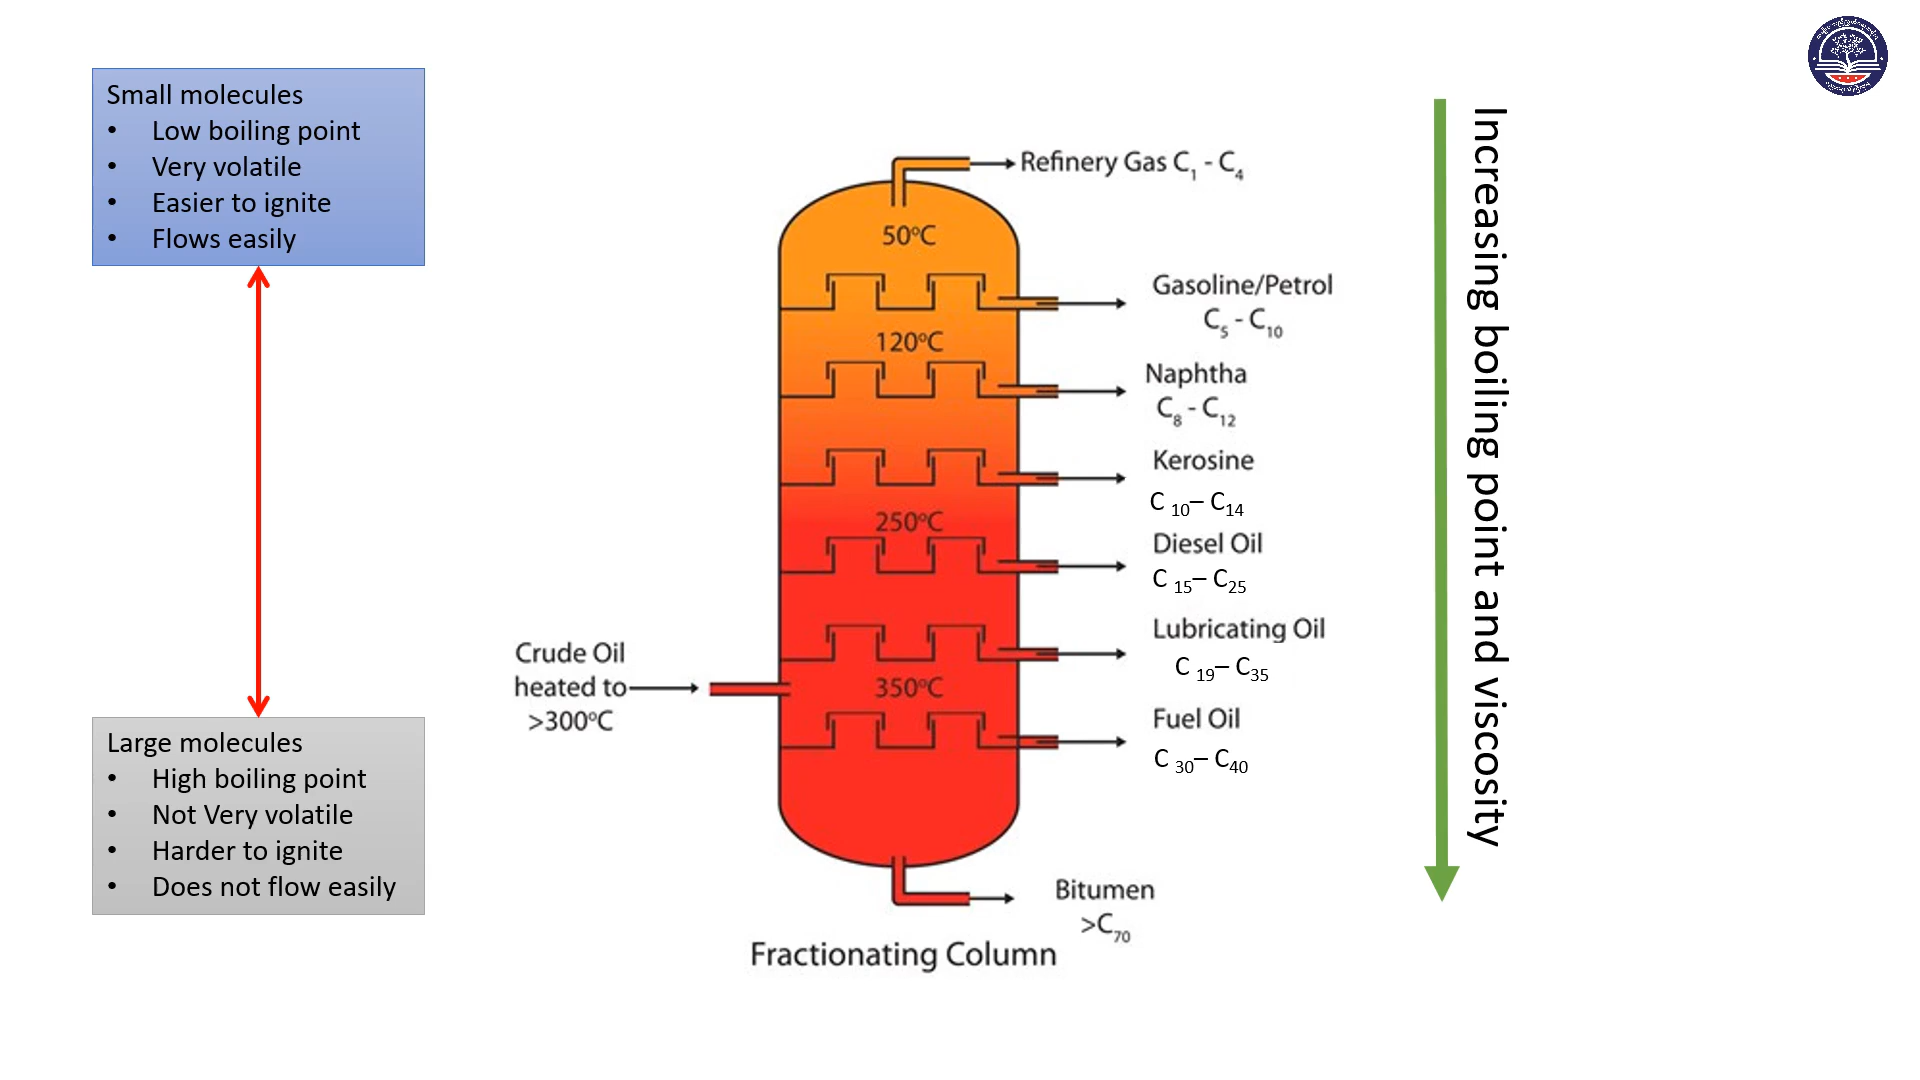 Small molecules
• Low boiling point
• Very volatile
• Easier to ignite
• Flows easily
Large molecules
• High boiling point
• Not Very volatile
• Harder to ignite
• Does not flow easily
Crude Oil
heated to
>300°C
50°C
120°C
250°C
350°C
Refinery Gas C₁ - C₄
Gasoline/Petrol
C₅ - C₁₀
Naphtha
C₈ - C₁₂
Kerosine
C ₁₀– C₁₄
Diesel Oil
C ₁₅– C₂₅
Lubricating Oil
C ₁₉– C₃₅
Fuel Oil
C ₃₀– C₄₀
Bitumen
>C₇₀
Fractionating Column
Increasing boiling point and viscosity